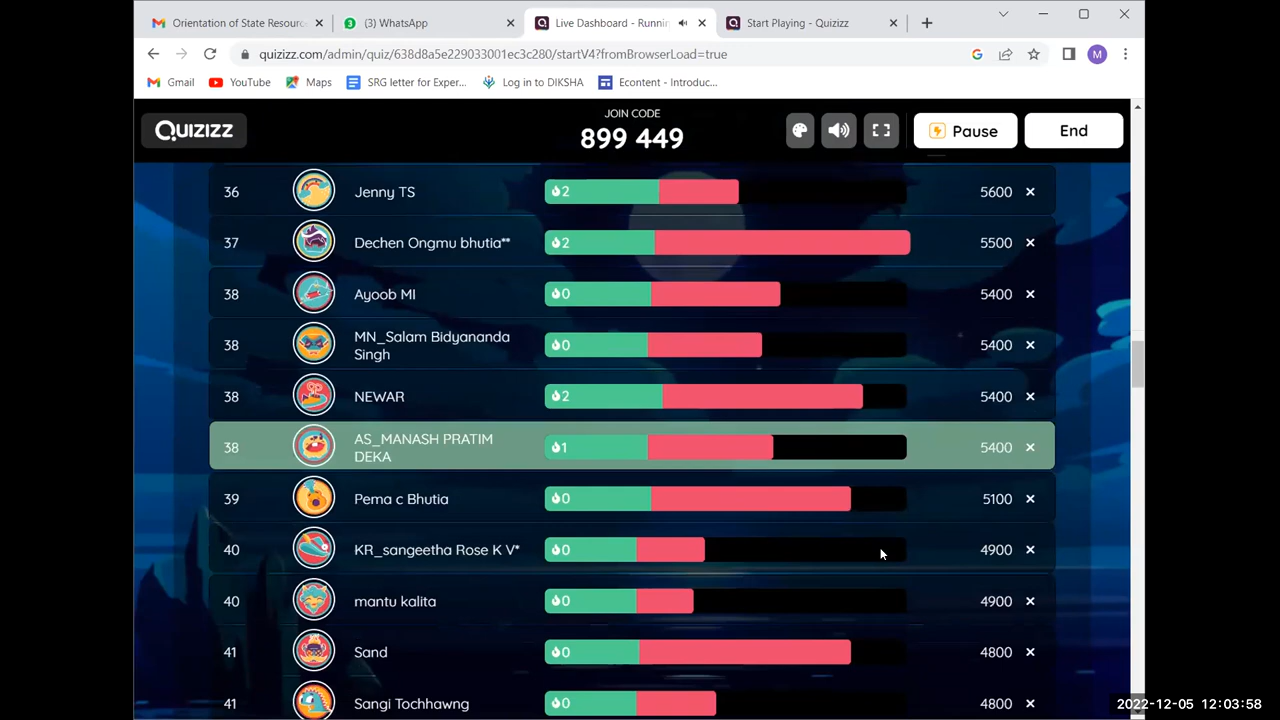 Orientation of State Resourc
(3) WhatsApp
Live Dashboard - Runnin
Start Playing - Quizizz
quizizz.com/admin/quiz/638d8a5e229033001ec3c280/startV4?fromBrowserLoad=true
M
Gmail
YouTube
Maps
SRG letter for Exper...
Log in to DIKSHA
Econtent - Introduc...
QUIZIZZ
JOIN CODE
899 449
Pause
End
36 Jenny TS 2 5600
37 Dechen Ongmu bhutia** 2 5500
38 Ayoob MI 0 5400
38 MN_Salam Bidyananda Singh 0 5400
38 NEWAR 2 5400
38 AS_MANASH PRATIM DEKA 1 5400
39 Pema c Bhutia 0 5100
40 KR_sangeetha Rose K V* 0 4900
40 mantu kalita 0 4900
41 Sand 0 4800
41 Sangi 0 4800
2022-12-05 12:03:58